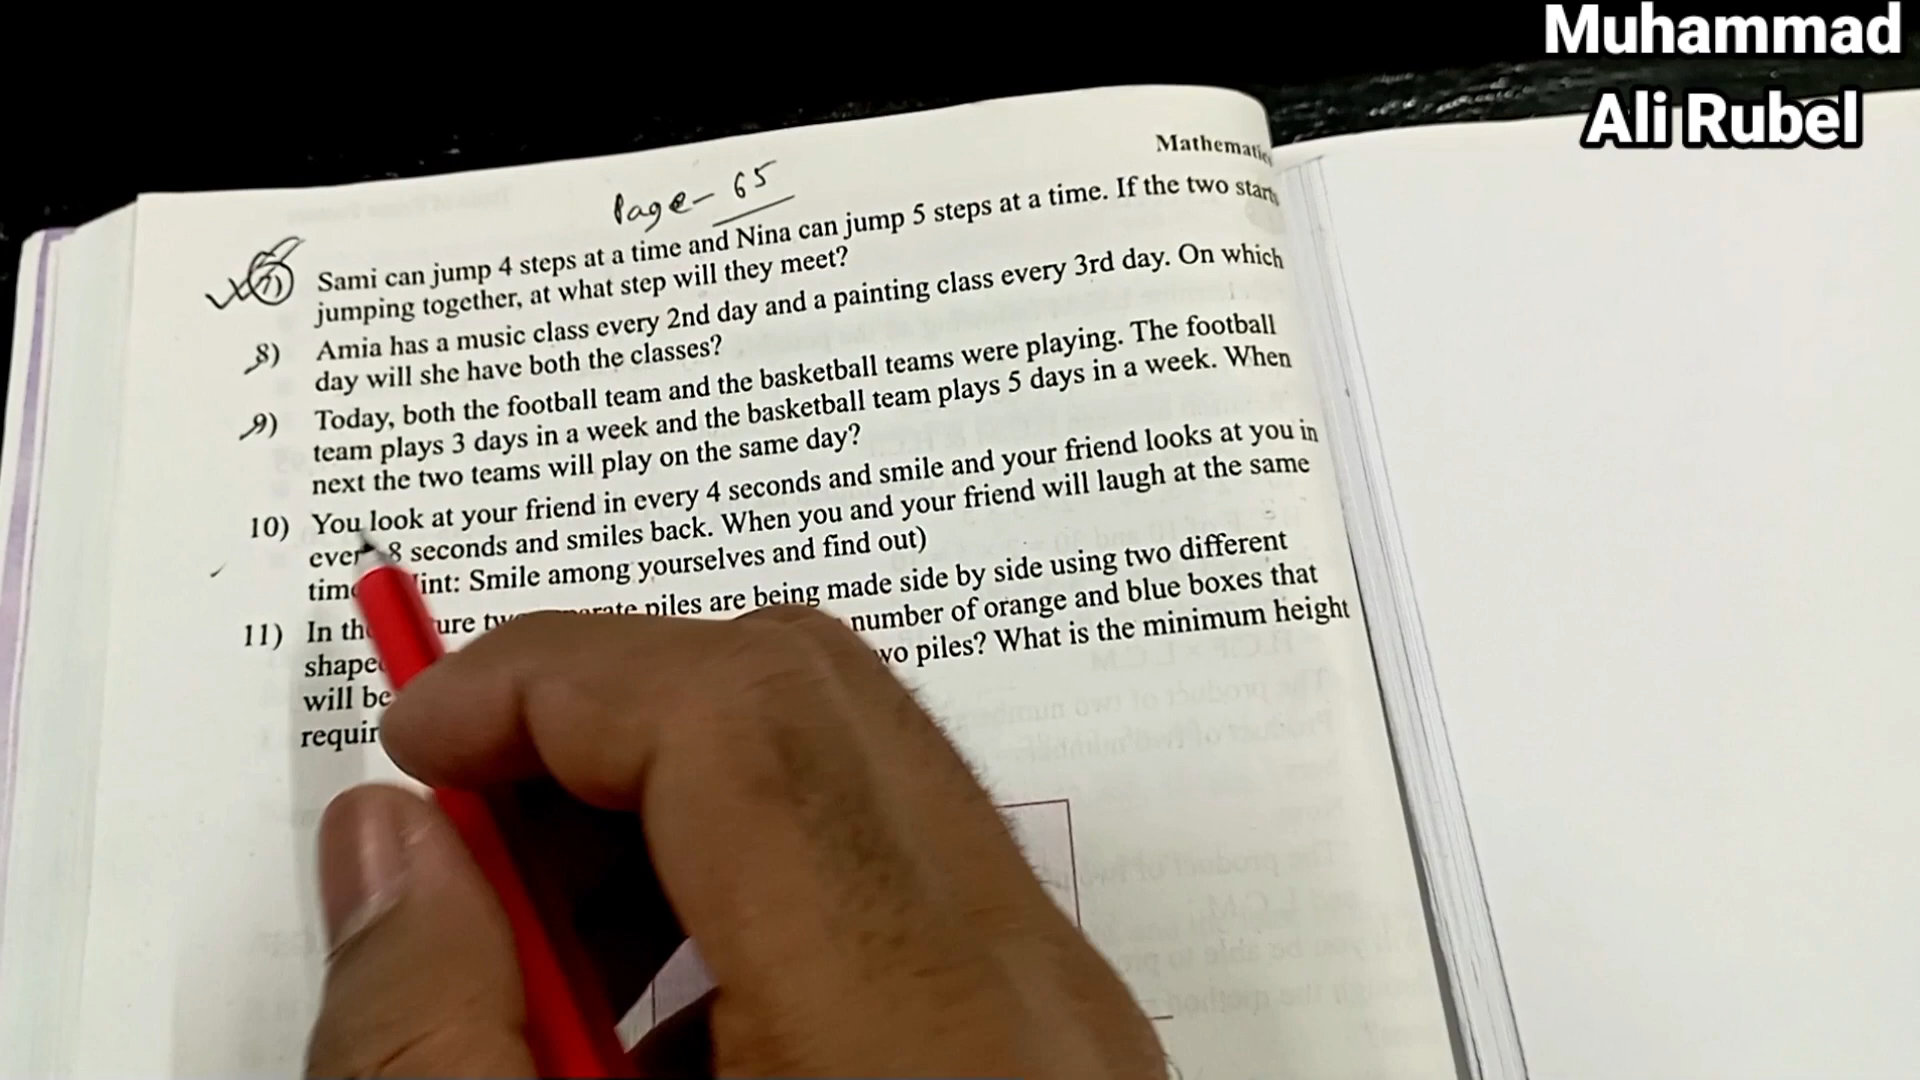 Muhammad
Ali Rubel
Mathematic
Page- 65
Sami can jump 4 steps at a time and Nina can jump 5 steps at a time. If the two start
jumping together, at what step will they meet?
8) Amia has a music class every 2nd day and a painting class every 3rd day. On which
day will she have both the classes?
9) Today, both the football team and the basketball teams were playing. The football
team plays 3 days in a week and the basketball team plays 5 days in a week. When
next the two teams will play on the same day?
10) You look at your friend in every 4 seconds and smile and your friend looks at you in
8 seconds and smiles back. When you and your friend will laugh at the same
Smile among yourselves and find out)
11) In piles are being made side by side using two different
number of orange and blue boxes that
will be piles? What is the minimum height